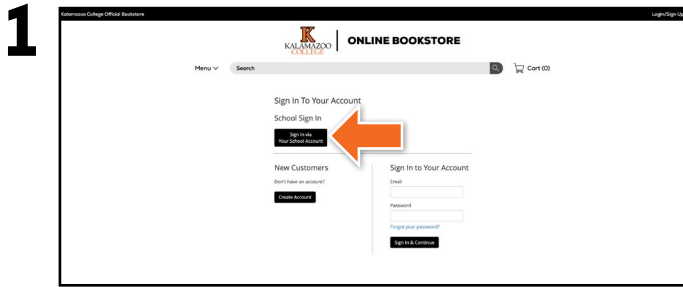 1
Kalamazoo College Official Bookstore
Login/Sign Up
K
KALAMAZOO
COLLEGE
ONLINE BOOKSTORE
Menu
Search
Cart (0)
Sign In To Your Account
School Sign In
Sign In via
Your School Account
New Customers
Don't have an account?
Create Account
Sign In to Your Account
Email
Password
Forgot your password?
Sign In & Continue